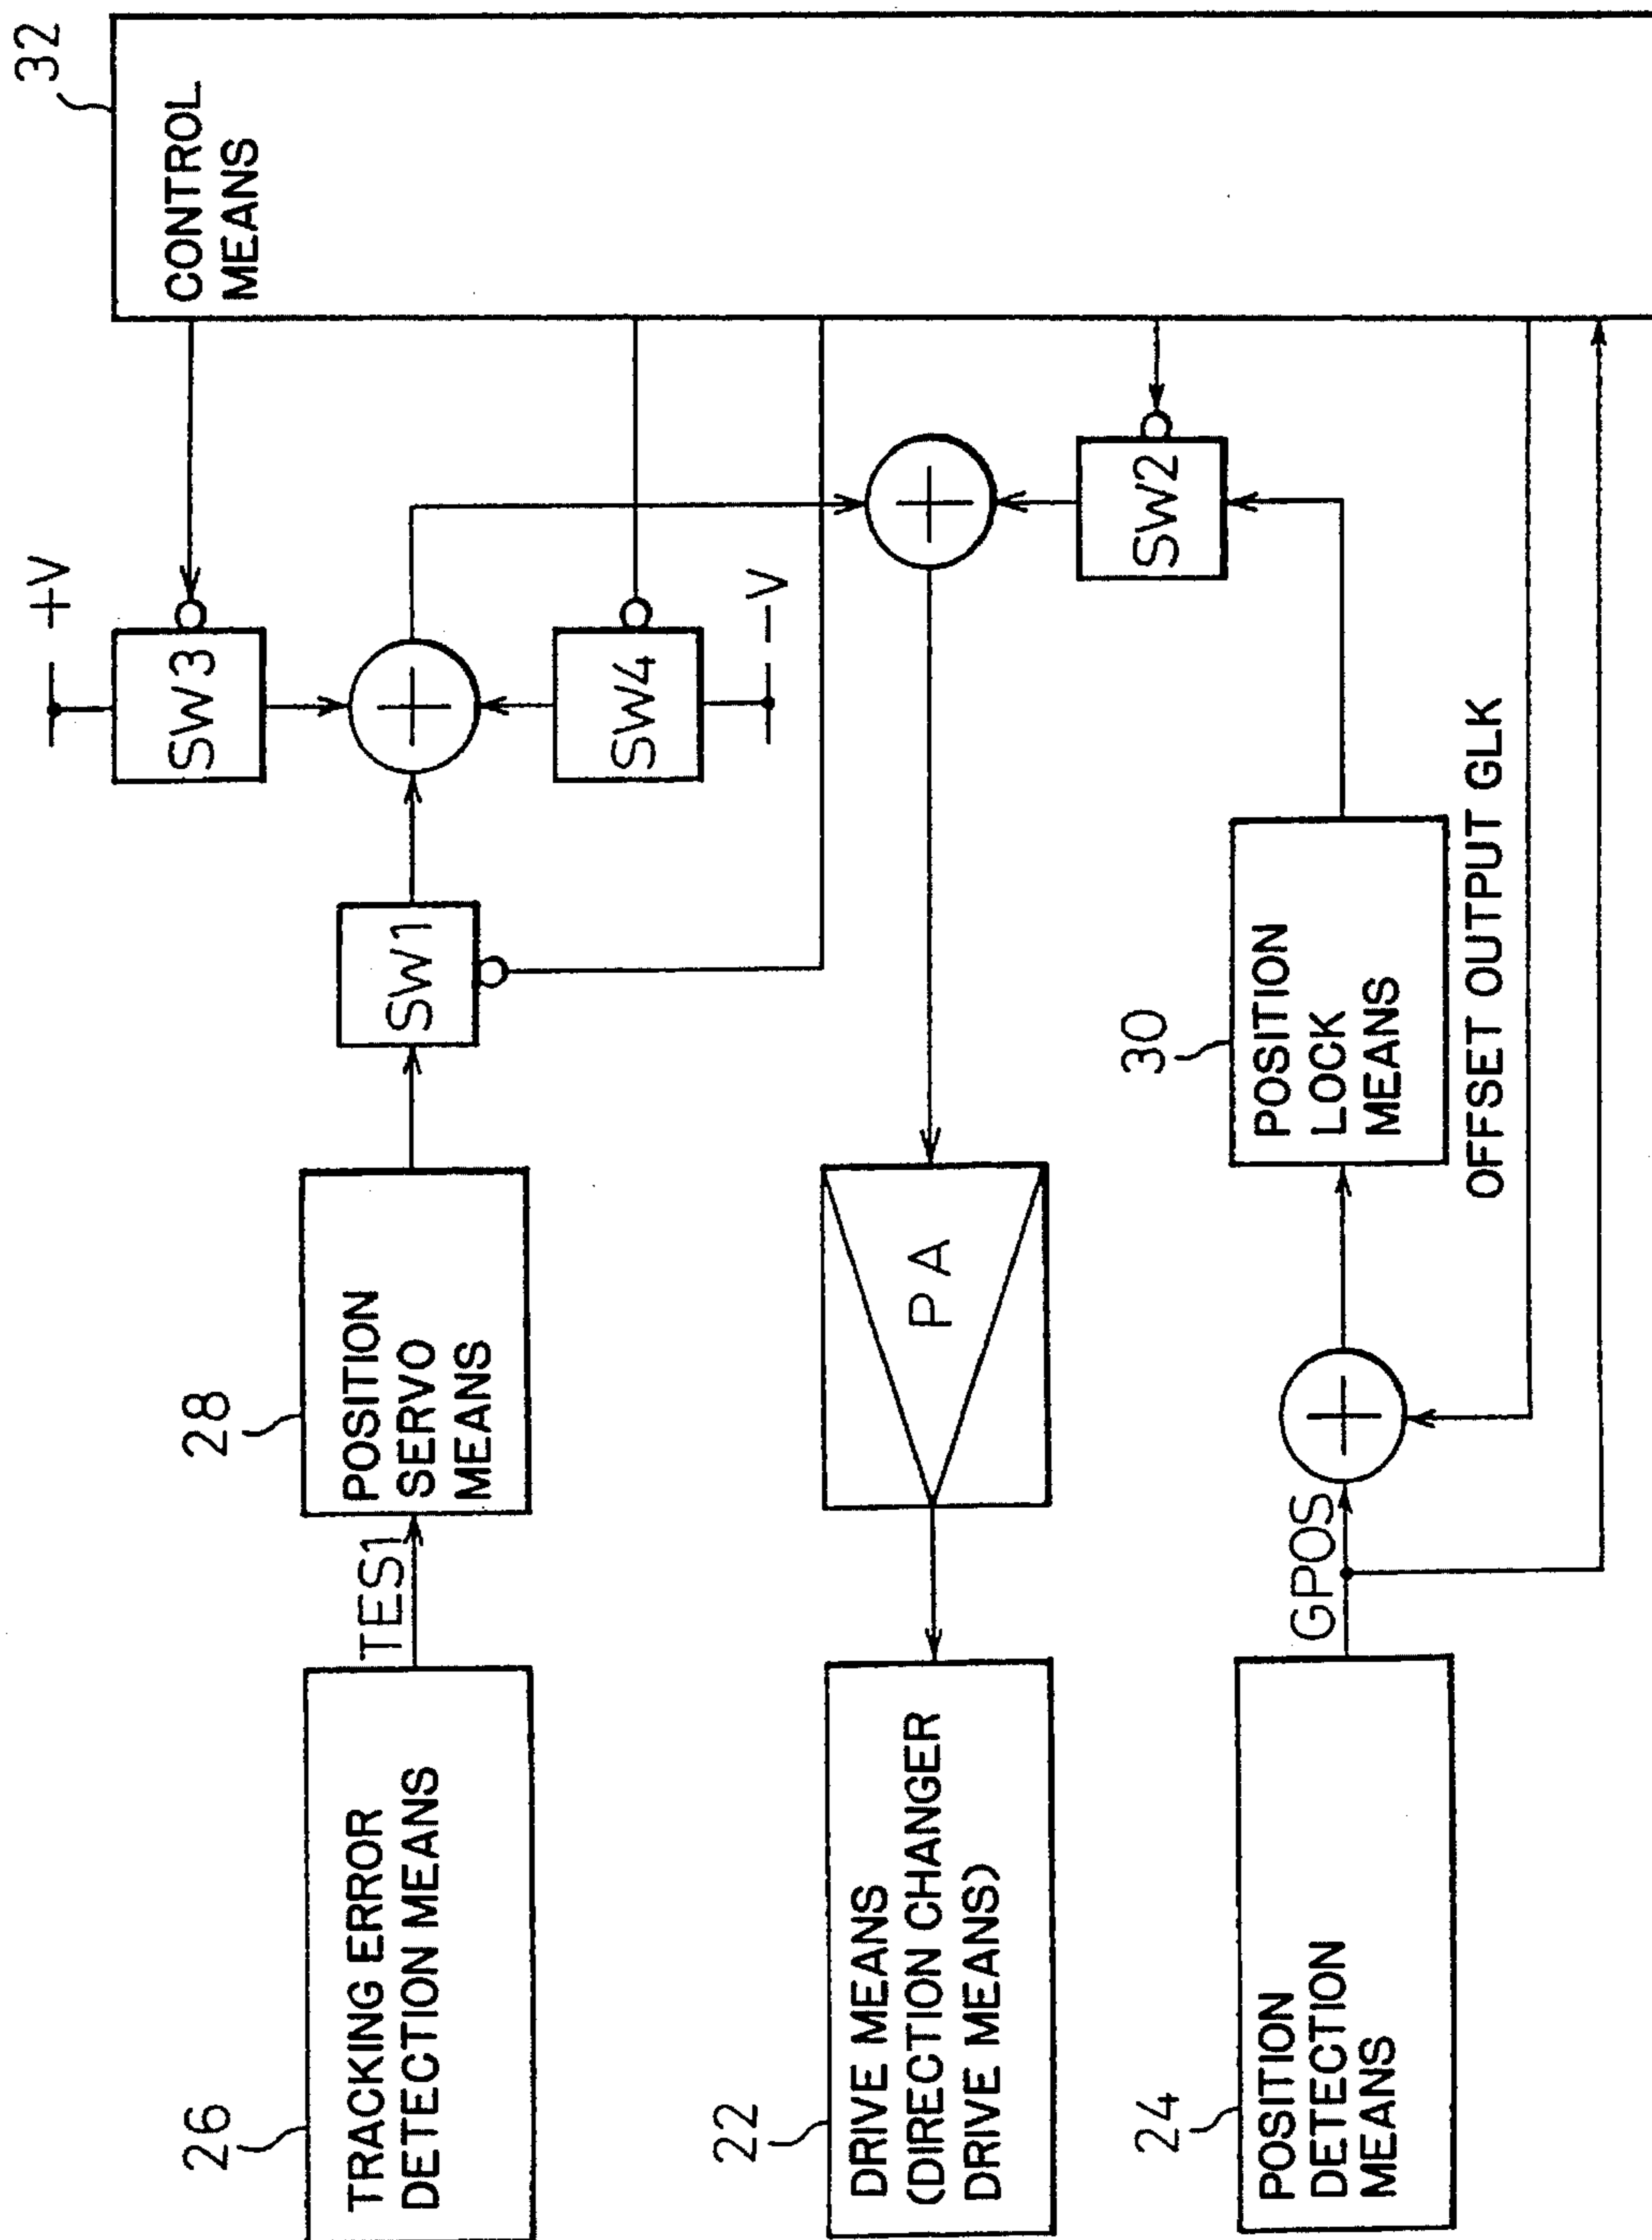 26
TRACKING ERROR
DETECTION MEANS
TES1
28
POSITION
SERVO
MEANS
SW1
+V
SW3
SW4
-V
32
CONTROL
MEANS
22
DRIVE MEANS
(DIRECTION CHANGER
DRIVE MEANS)
PA
SW2
24
POSITION
DETECTION
MEANS
GPOS
30
POSITION
LOCK
MEANS
OFFSET OUTPUT GLK